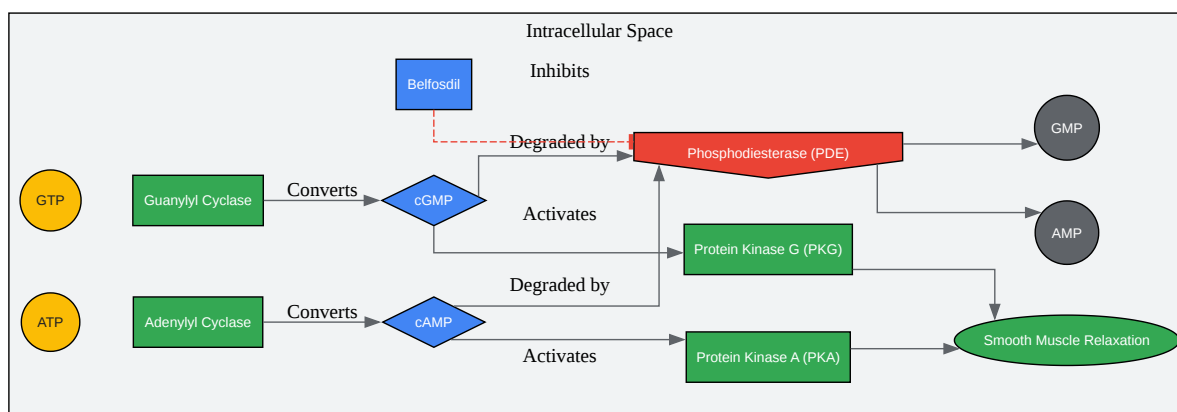 Intracellular Space
Inhibits
Belfosdil
Degraded by
Phosphodiesterase (PDE)
GMP
GTP
Guanylyl Cyclase
Converts
cGMP
Activates
AMP
Protein Kinase G (PKG)
Degraded by
ATP
Adenylyl Cyclase
Converts
cAMP
Activates
Protein Kinase A (PKA)
Smooth Muscle Relaxation